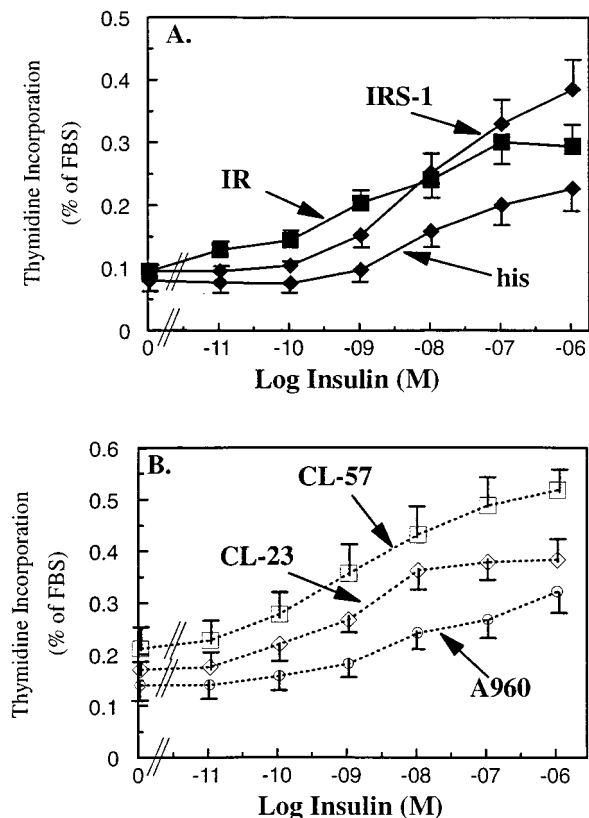 A.
0.5
0.4
0.3
0.2
0.1
0
Thymidine Incorporation
(% of FBS)
IRS-1
IR
his
0 -11 -10 -09 -08 -07 -06
Log Insulin (M)
B.
0.6
0.5
0.4
0.3
0.2
0.1
0
Thymidine Incorporation
(% of FBS)
CL-57
CL-23
A960
0 -11 -10 -09 -08 -07 -06
Log Insulin (M)